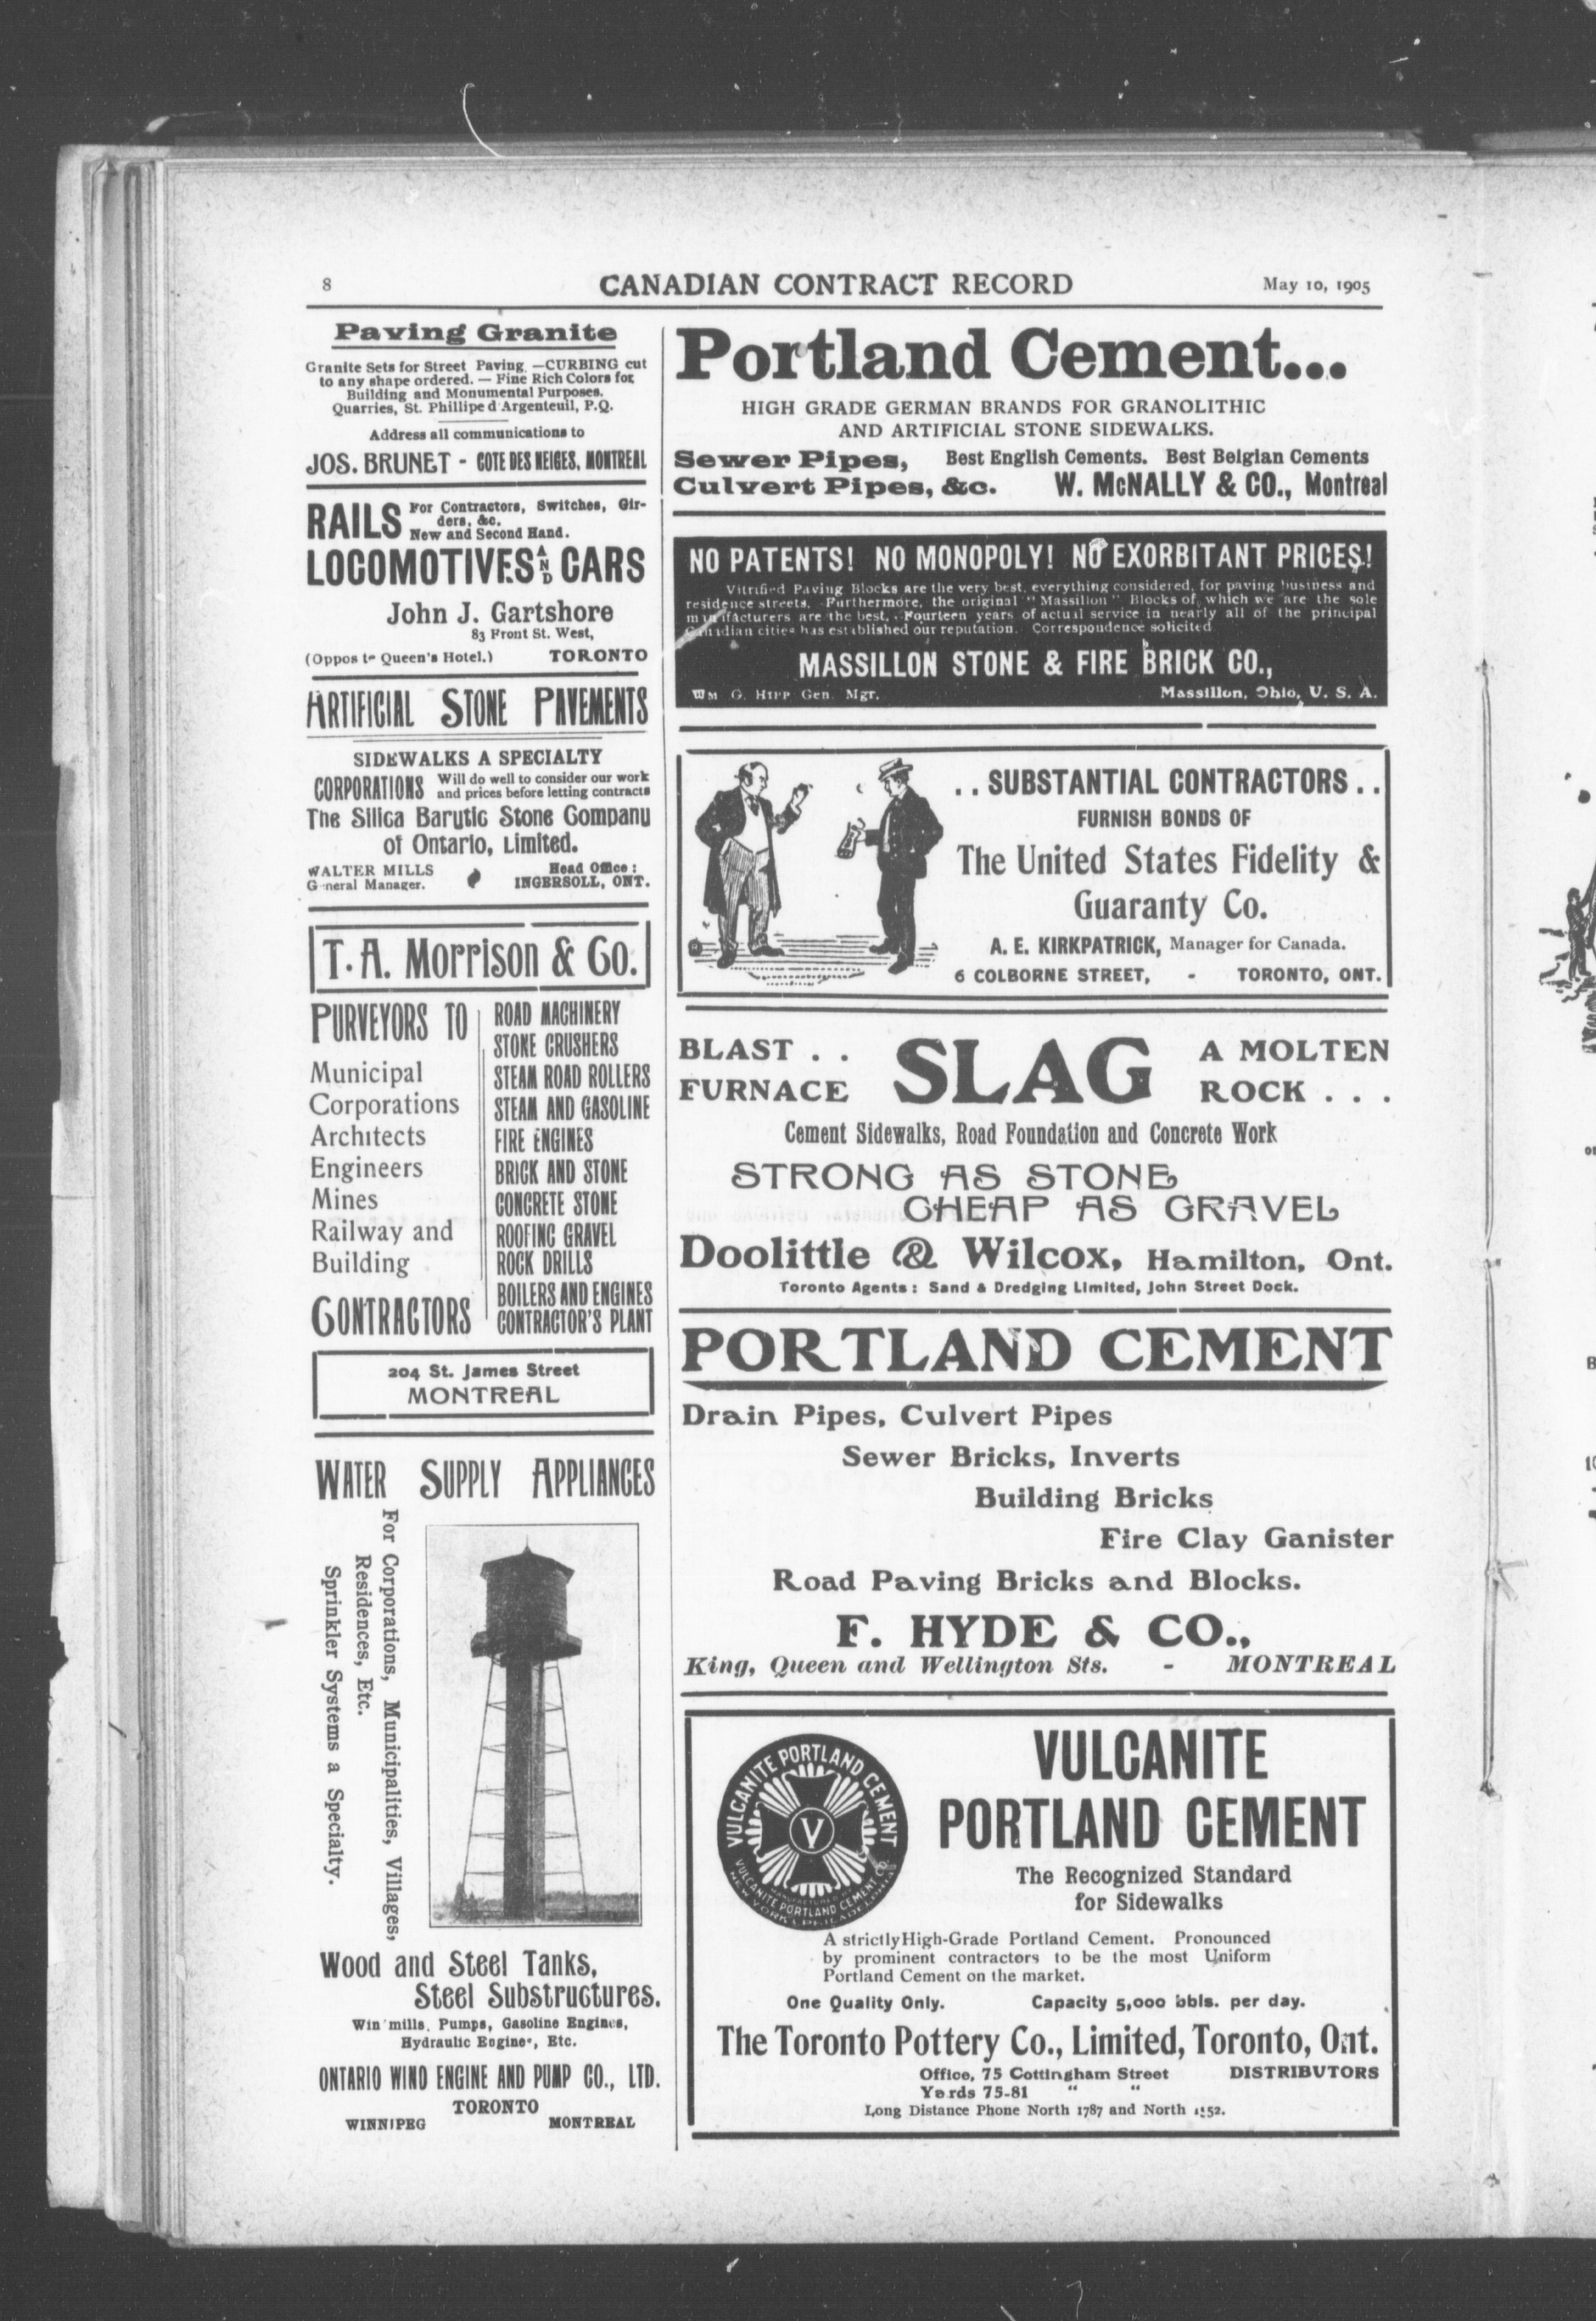 8
CANADIAN CONTRACT RECORD
May 10, 1905
Paving Granite
Granite Sets for Street Paving. —CURBING cut
to any shape ordered. — Fine Rich Colors for
Building and Monumental Purposes.
Quarries, St. Phillipe d'Argenteuil, P.Q.
Address all communications to
JOS. BRUNET - COTE DES NEIGES, MONTREAL
RAILS For Contractors, Switches, Gir-
ders, &c.
New and Second Hand.
LOCOMOTIVES AND CARS
John J. Gartshore
83 Front St. West,
(Opposite Queen's Hotel.) TORONTO
ARTIFICIAL STONE PAVEMENTS
SIDEWALKS A SPECIALTY
CORPORATIONS Will do well to consider our work
and prices before letting contracts
The Silica Barutic Stone Company
of Ontario, Limited.
WALTER MILLS Head Office:
General Manager. INGERSOLL, ONT.
T. A. Morrison & Co.
PURVEYORS TO
Municipal
Corporations
Architects
Engineers
Mines
Railway and
Building
CONTRACTORS
ROAD MACHINERY
STONE CRUSHERS
STEAM ROAD ROLLERS
STEAM AND GASOLINE
FIRE ENGINES
BRICK AND STONE
CONCRETE STONE
ROOFING GRAVEL
ROCK DRILLS
BOILERS AND ENGINES
CONTRACTOR'S PLANT
204 St. James Street
MONTREAL
WATER SUPPLY APPLIANCES
For Corporations, Municipalities, Villages,
Residences, Etc.
Sprinkler Systems a Specialty.
Wood and Steel Tanks,
Steel Substructures.
Win mills, Pumps, Gasoline Engines,
Hydraulic Engines, Etc.
ONTARIO WIND ENGINE AND PUMP CO., LTD.
TORONTO
WINNIPEG MONTREAL
Portland Cement...
HIGH GRADE GERMAN BRANDS FOR GRANOLITHIC
AND ARTIFICIAL STONE SIDEWALKS.
Sewer Pipes, Best English Cements. Best Belgian Cements
Culvert Pipes, &c. W. McNALLY & CO., Montreal
NO PATENTS! NO MONOPOLY! NO EXORBITANT PRICES!
Vitrified Paving Blocks are the very best, everything considered, for paving business and
residence streets. Furthermore, the original "Massillon" Blocks of which we are the sole
manufacturers are the best. Fourteen years of actual service in nearly all of the principal
Canadian cities has established our reputation. Correspondence solicited
MASSILLON STONE & FIRE BRICK CO.,
WM G. HIPP Gen. Mgr. Massillon, Ohio, U. S. A.
. . SUBSTANTIAL CONTRACTORS . .
FURNISH BONDS OF
The United States Fidelity &
Guaranty Co.
A. E. KIRKPATRICK, Manager for Canada.
6 COLBORNE STREET, - TORONTO, ONT.
BLAST . . SLAG A MOLTEN
FURNACE ROCK . . .
Cement Sidewalks, Road Foundation and Concrete Work
STRONG AS STONE
CHEAP AS GRAVEL
Doolittle & Wilcox, Hamilton, Ont.
Toronto Agents: Sand & Dredging Limited, John Street Dock.
PORTLAND CEMENT
Drain Pipes, Culvert Pipes
Sewer Bricks, Inverts
Building Bricks
Fire Clay Ganister
Road Paving Bricks and Blocks.
F. HYDE & CO.,
King, Queen and Wellington Sts. - MONTREAL
VULCANITE PORTLAND CEMENT
V
VULCANITE PORTLAND CEMENT CO.
NEW YORK & PHILADELPHIA
VULCANITE
PORTLAND CEMENT
The Recognized Standard
for Sidewalks
A strictly High-Grade Portland Cement. Pronounced
by prominent contractors to be the most Uniform
Portland Cement on the market.
One Quality Only. Capacity 5,000 bbls. per day.
The Toronto Pottery Co., Limited, Toronto, Ont.
Office, 75 Cottingham Street DISTRIBUTORS
Yards 75-81 " "
Long Distance Phone North 1787 and North